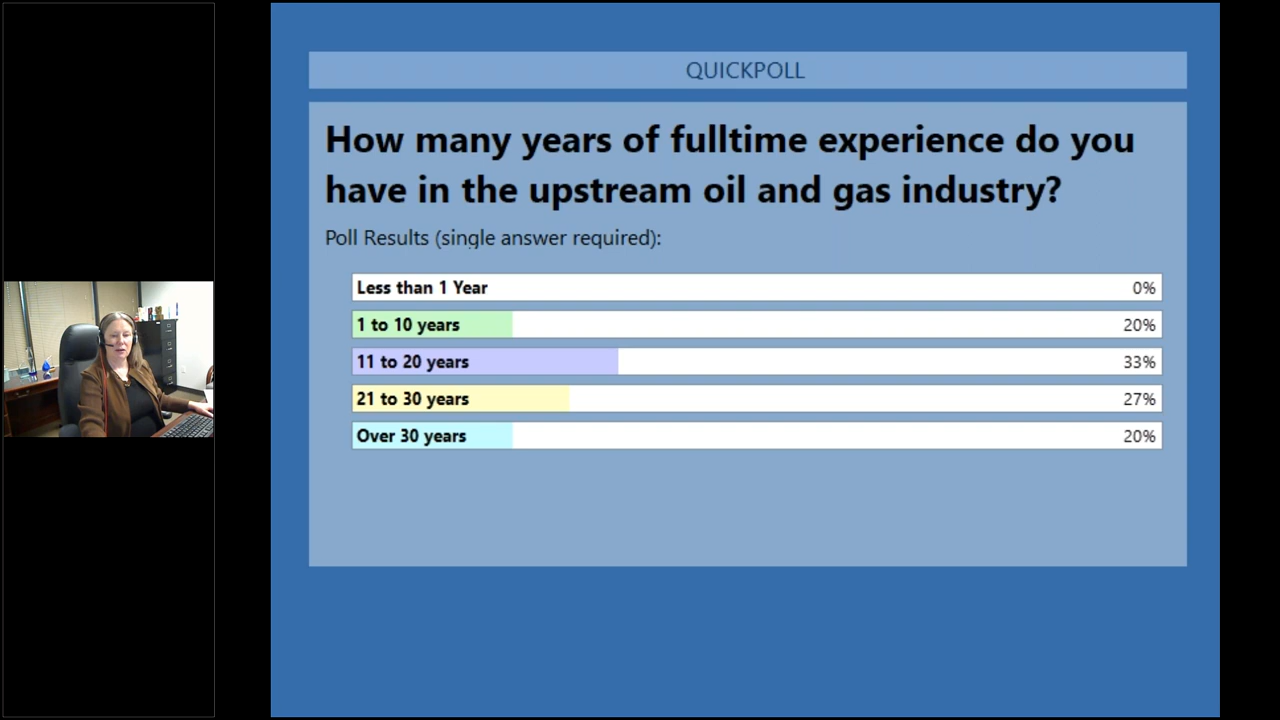 QUICKPOLL
How many years of fulltime experience do you
have in the upstream oil and gas industry?
Poll Results (single answer required):
Less than 1 Year 0%
1 to 10 years 20%
11 to 20 years 33%
21 to 30 years 27%
Over 30 years 20%